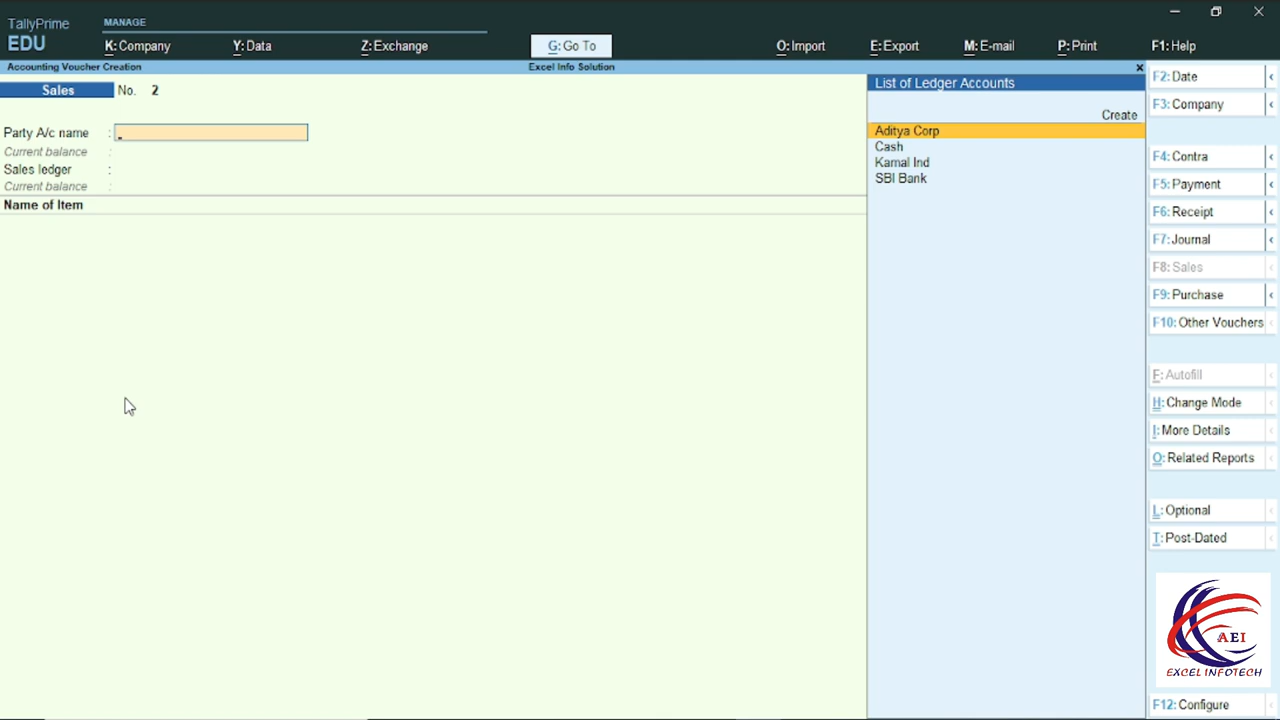 TallyPrime
EDU
MANAGE
K: Company
Y: Data
Z: Exchange
G: Go To
O: Import
E: Export
M: E-mail
P: Print
F1: Help
Accounting Voucher Creation
Excel Info Solution
Sales No. 2
Party A/c name :
Current balance :
Sales ledger :
Current balance :
Name of Item
List of Ledger Accounts
Create
Aditya Corp
Cash
Kamal Ind
SBI Bank
F2: Date
F3: Company
F4: Contra
F5: Payment
F6: Receipt
F7: Journal
F8: Sales
F9: Purchase
F10: Other Vouchers
F: Autofill
H: Change Mode
I: More Details
O: Related Reports
L: Optional
T: Post-Dated
AEI
EXCEL INFOTECH
F12: Configure